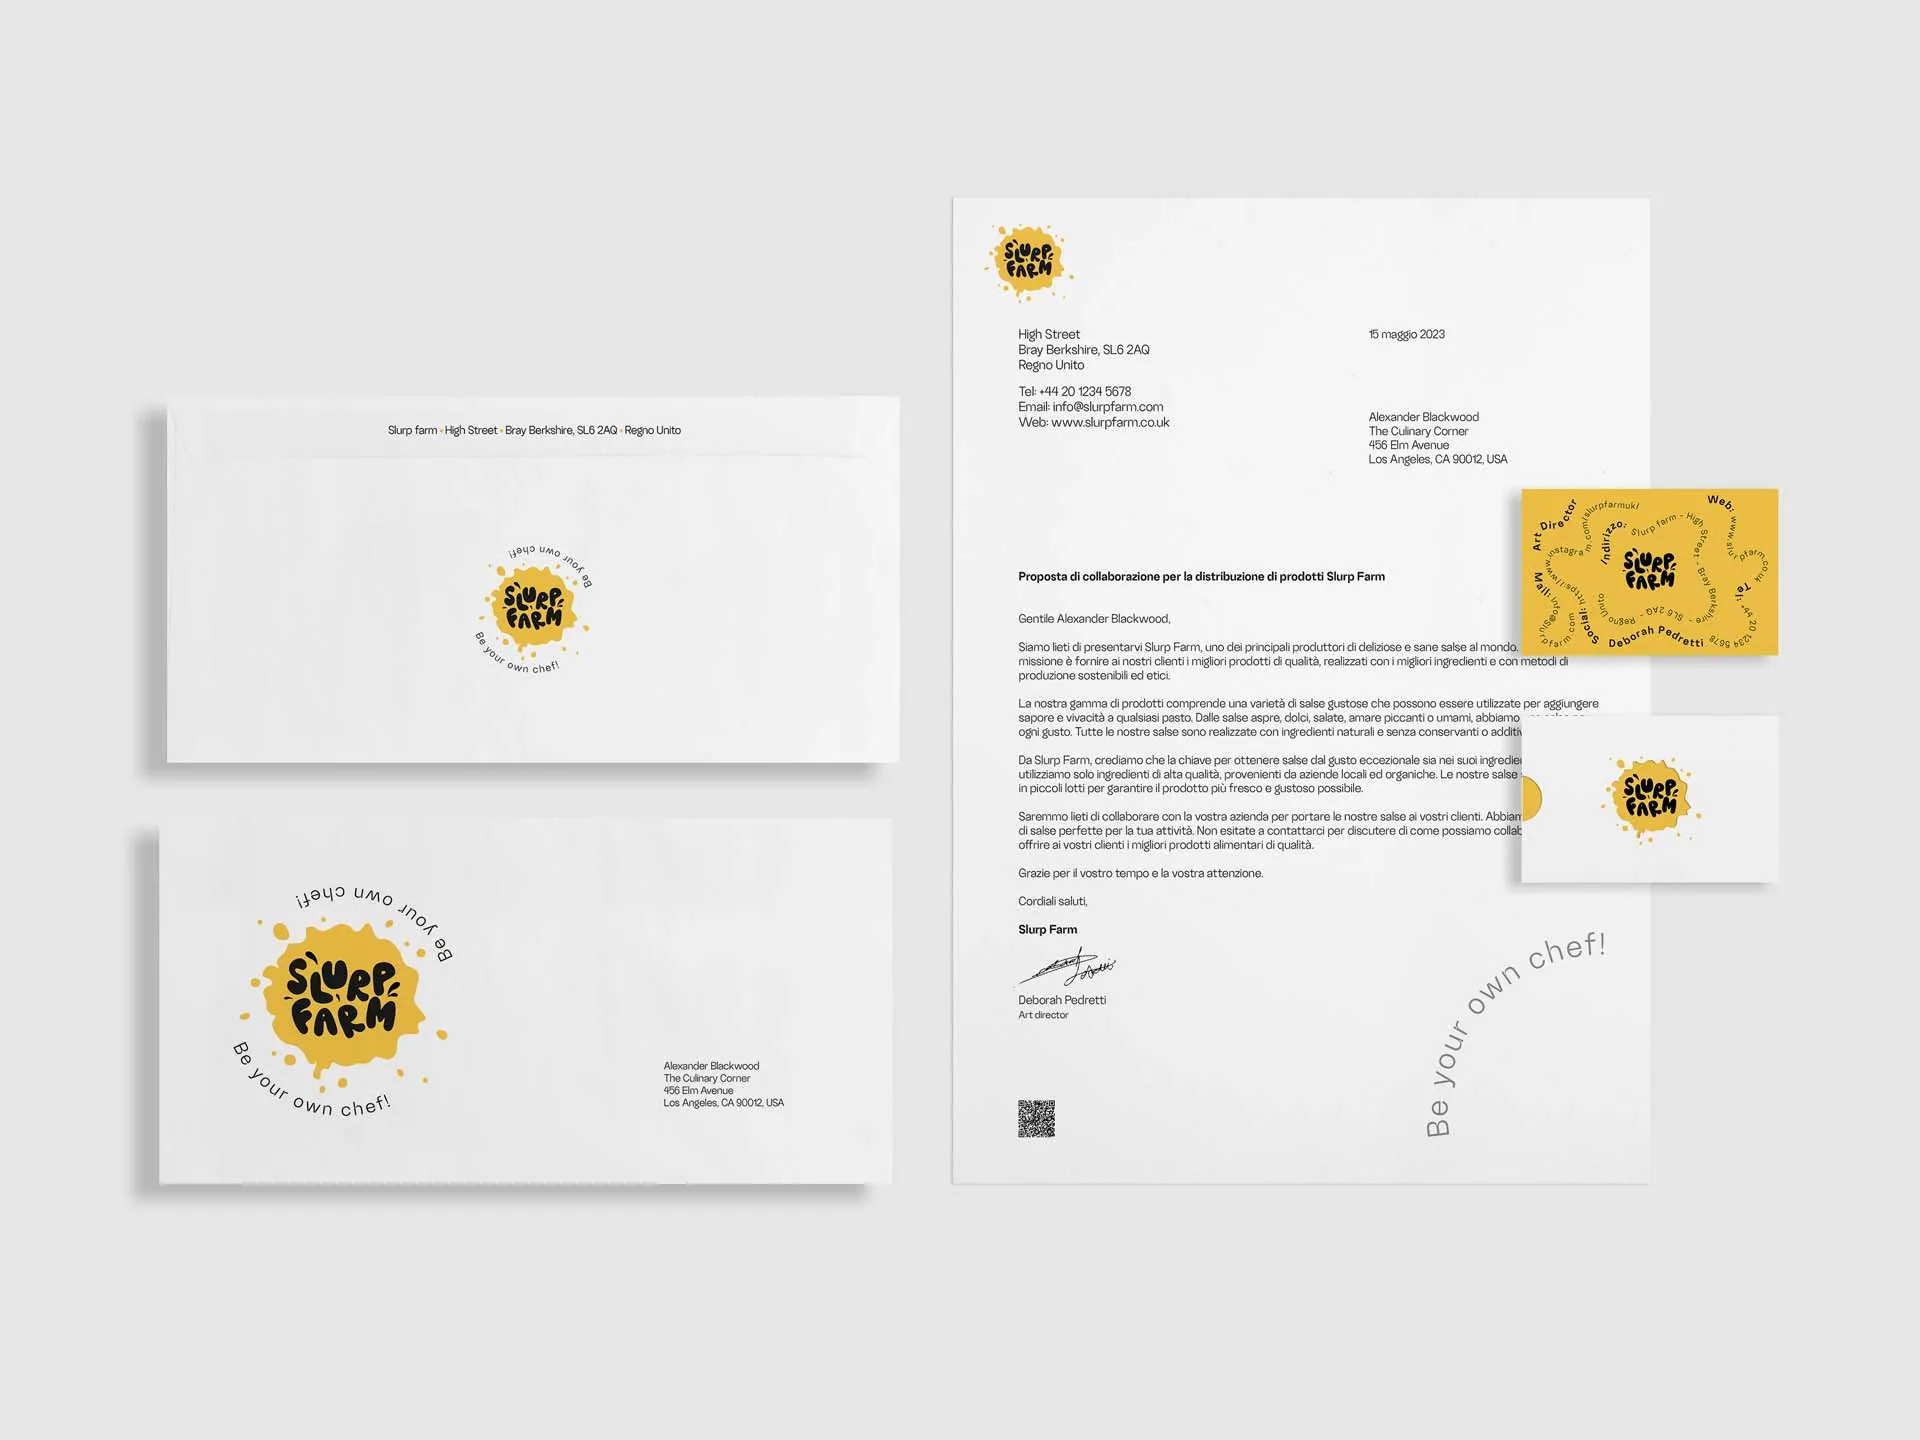 Slurp farm • High Street • Bray Berkshire, SL6 2AQ • Regno Unito
Be your own chef!
SLURP
FARM
Be your own chef!
Be your own chef!
SLURP
FARM
Be your own chef!
Alexander Blackwood
The Culinary Corner
456 Elm Avenue
Los Angeles, CA 90012, USA
SLURP
FARM
High Street
Bray Berkshire, SL6 2AQ
Regno Unito
Tel: +44 20 1234 5678
Email: info@slurpfarm.com
Web: www.slurpfarm.co.uk
15 maggio 2023
Alexander Blackwood
The Culinary Corner
456 Elm Avenue
Los Angeles, CA 90012, USA
Proposta di collaborazione per la distribuzione di prodotti Slurp Farm
Gentile Alexander Blackwood,
Siamo lieti di presentarvi Slurp Farm, uno dei principali produttori di deliziose e sane salse al mondo.
missione è fornire ai nostri clienti i migliori prodotti di qualità, realizzati con i migliori ingredienti e con metodi di
produzione sostenibili ed etici.
La nostra gamma di prodotti comprende una varietà di salse gustose che possono essere utilizzate per aggiungere
sapore e vivacità a qualsiasi pasto. Dalle salse aspre, dolci, salate, amare piccanti o umami, abbiamo
ogni gusto. Tutte le nostre salse sono realizzate con ingredienti naturali e senza conservanti o additiv
Da Slurp Farm, crediamo che la chiave per ottenere salse dal gusto eccezionale sia nei suoi ingredien
utilizziamo solo ingredienti di alta qualità, provenienti da aziende locali ed organiche. Le nostre salse
in piccoli lotti per garantire il prodotto più fresco e gustoso possibile.
Saremmo lieti di collaborare con la vostra azienda per portare le nostre salse ai vostri clienti. Abbiam
di salse perfette per la tua attività. Non esitate a contattarci per discutere di come possiamo collab
offrire ai vostri clienti i migliori prodotti alimentari di qualità.
Grazie per il vostro tempo e la vostra attenzione.
Cordiali saluti,
Slurp Farm
Deborah Pedretti
Art director
Be your own chef!
Deborah Pedretti
Art Director
Mail: info@Slurpfarm.com
Social: https://www.instagram.com/slurpfarmuk/
Indirizzo: Slurp farm - High Street - Bray Berkshire - SL6 2AQ - Regno Unito
Web: www.slurpfarm.co.uk
Tel: +44 20 1234 5678
SLURP
FARM
SLURP
FARM